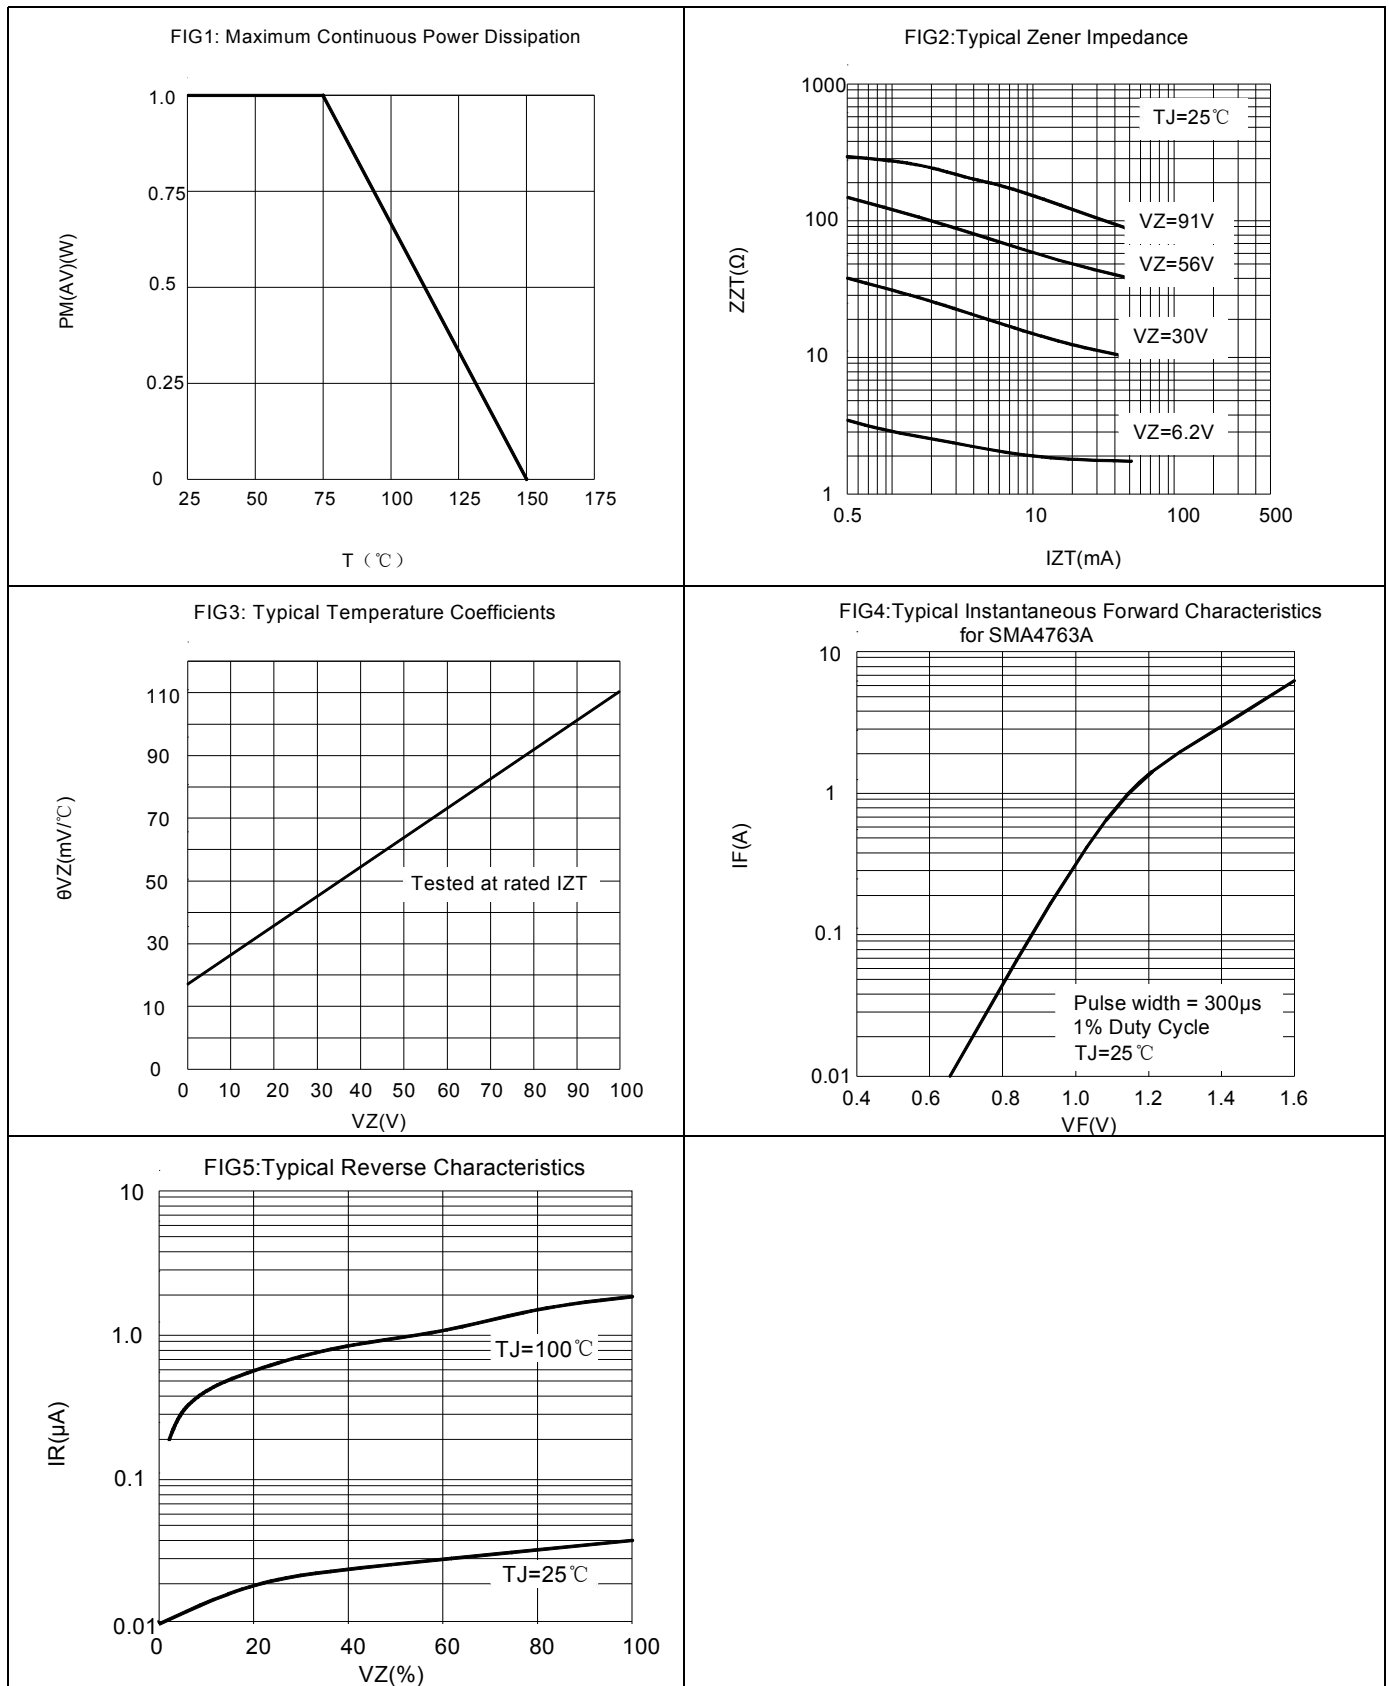 FIG1: Maximum Continuous Power Dissipation
1.0
0.75
0.5
0.25
0
PM(AV)(W)
25 50 75 100 125 150 175
T（℃）
FIG2:Typical Zener Impedance
1000
100
10
1
ZZT(Ω)
TJ=25℃
VZ=91V
VZ=56V
VZ=30V
VZ=6.2V
0.5 10 100 500
IZT(mA)
FIG3: Typical Temperature Coefficients
110
90
70
50
30
10
0
θVZ(mV/℃)
Tested at rated IZT
0 10 20 30 40 50 60 70 80 90 100
VZ(V)
FIG4:Typical Instantaneous Forward Characteristics
for SMA4763A
10
1
0.1
0.01
IF(A)
Pulse width = 300µs
1% Duty Cycle
TJ=25℃
0.4 0.6 0.8 1.0 1.2 1.4 1.6
VF(V)
FIG5:Typical Reverse Characteristics
10
1.0
0.1
0.01
IR(µA)
TJ=100℃
TJ=25℃
0 20 40 60 80 100
VZ(%)